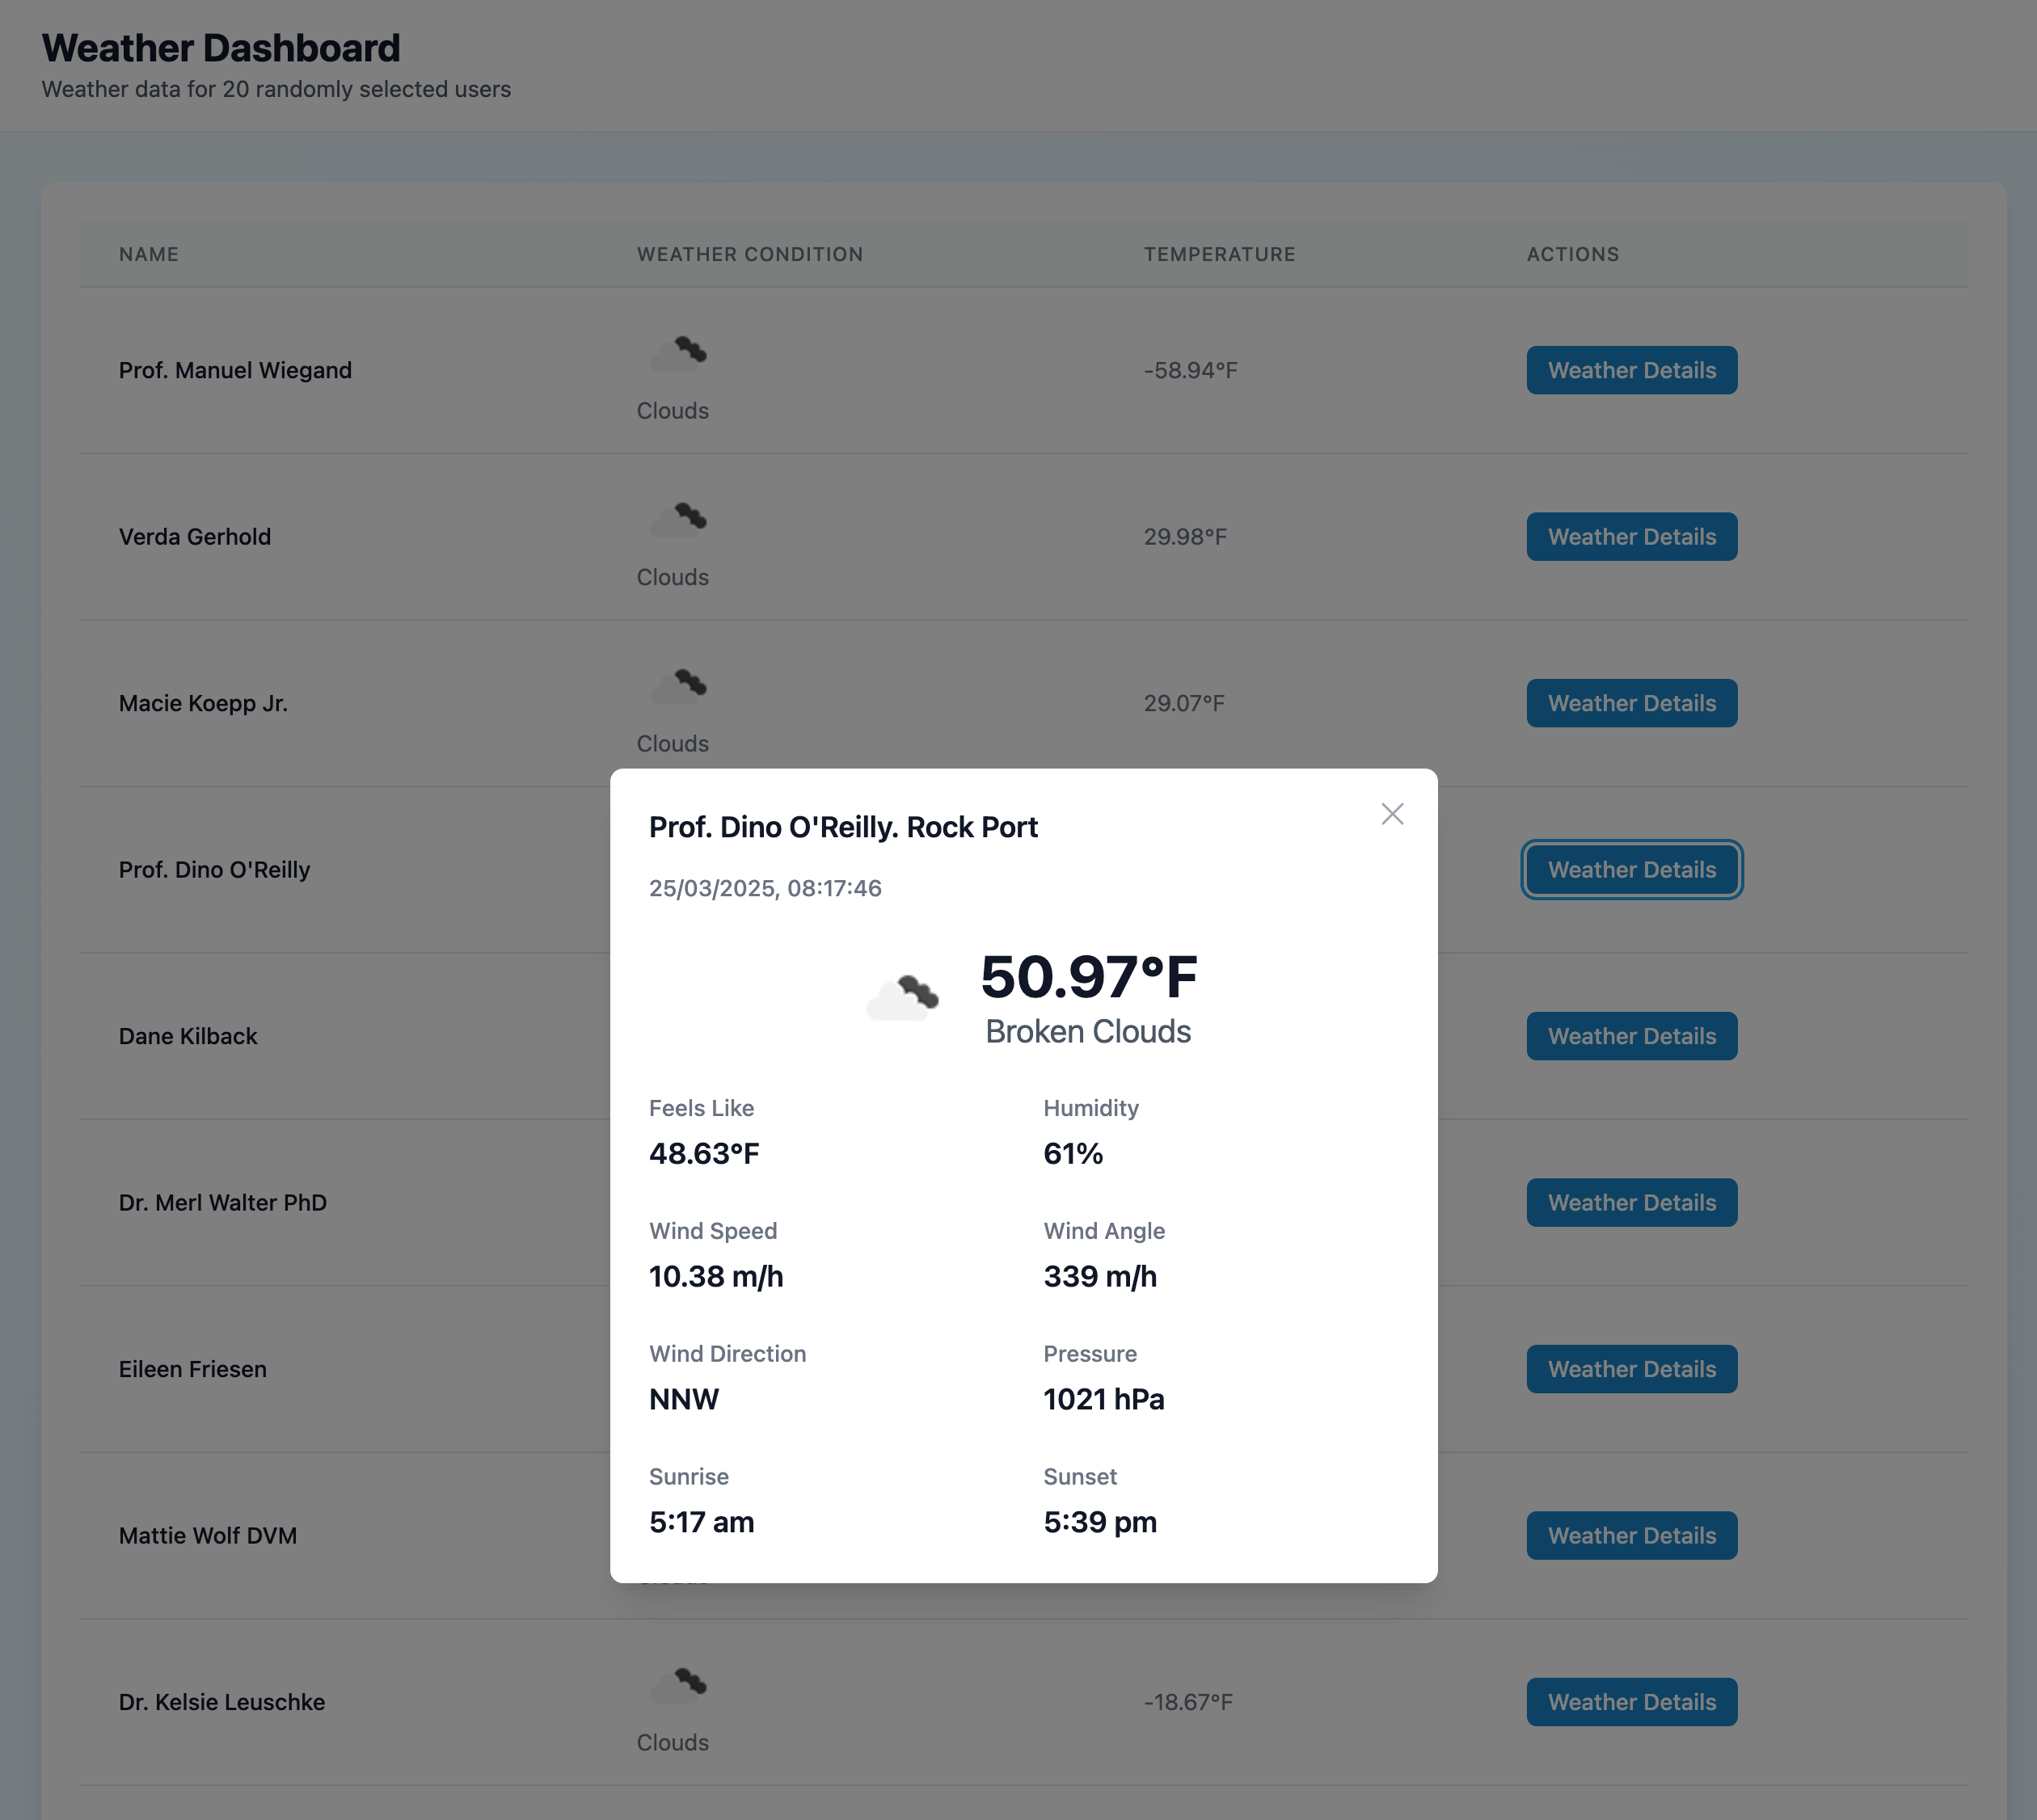 Weather Dashboard
Weather data for 20 randomly selected users
NAME WEATHER CONDITION TEMPERATURE ACTIONS
Prof. Manuel Wiegand Clouds -58.94°F Weather Details
Verda Gerhold Clouds 29.98°F Weather Details
Macie Koepp Jr. Clouds 29.07°F Weather Details
Prof. Dino O'Reilly Weather Details
Dane Kilback Weather Details
Dr. Merl Walter PhD Weather Details
Eileen Friesen Weather Details
Mattie Wolf DVM Weather Details
Dr. Kelsie Leuschke Clouds -18.67°F Weather Details
Prof. Dino O'Reilly. Rock Port
25/03/2025, 08:17:46
50.97°F
Broken Clouds
Feels Like Humidity
48.63°F 61%
Wind Speed Wind Angle
10.38 m/h 339 m/h
Wind Direction Pressure
NNW 1021 hPa
Sunrise Sunset
5:17 am 5:39 pm